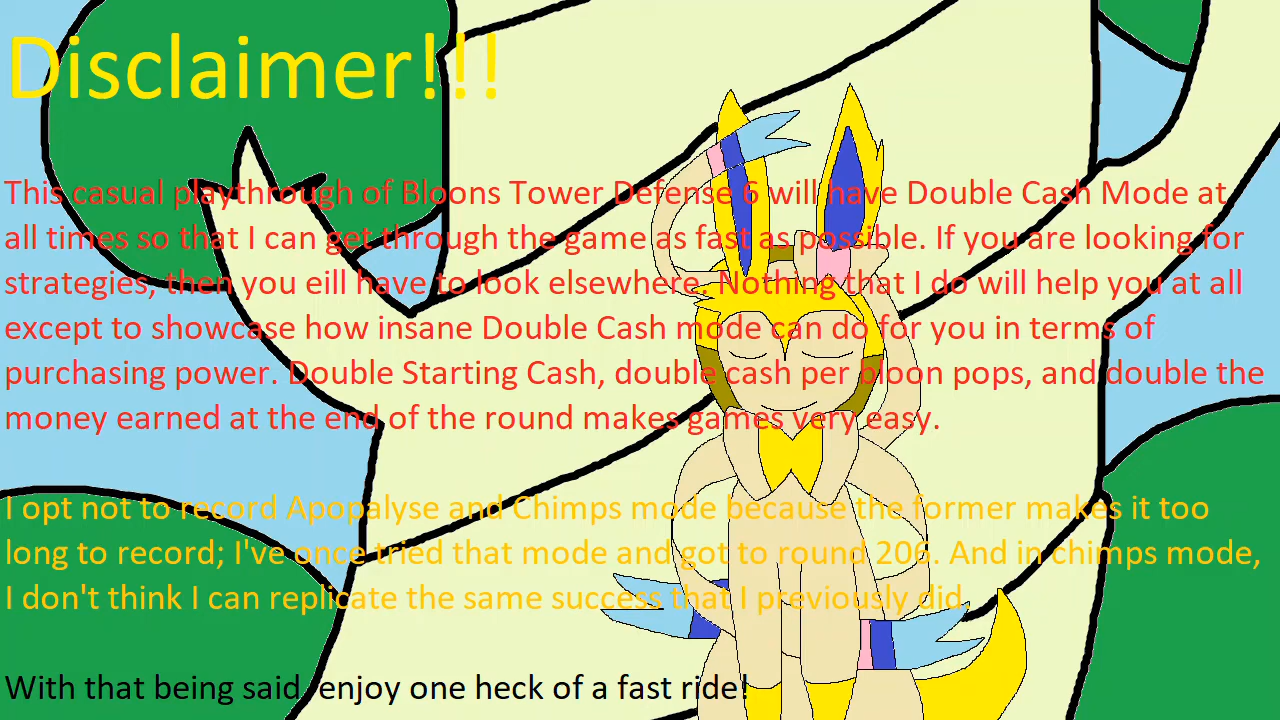 Disclaimer!!!
This casual playthrough of Bloons Tower Defense 6 will have Double Cash Mode at
all times so that I can get through the game as fast as possible. If you are looking for
strategies, then you eill have to look elsewhere. Nothing that I do will help you at all
except to showcase how insane Double Cash mode can do for you in terms of
purchasing power. Double Starting Cash, double cash per bloon pops, and double the
money earned at the end of the round makes games very easy.
I opt not to record Apopalyse and Chimps mode because the former makes it too
long to record; I've once tried that mode and got to round 206. And in chimps mode,
I don't think I can replicate the same success that I previously did.
With that being said, enjoy one heck of a fast ride!